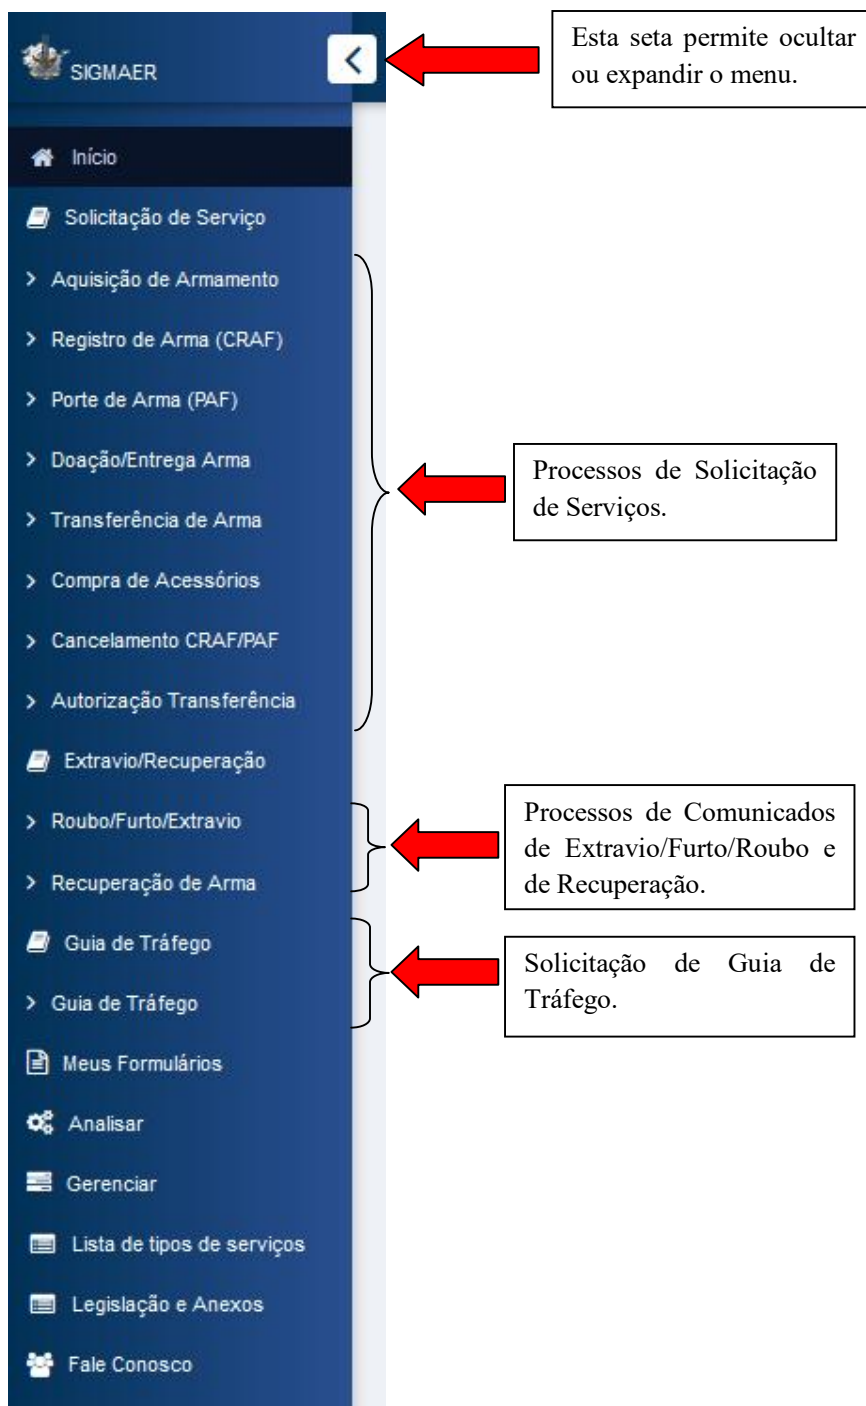 SIGMAER
Esta seta permite ocultar
ou expandir o menu.
Início
Solicitação de Serviço
Aquisição de Armamento
Registro de Arma (CRAF)
Porte de Arma (PAF)
Doação/Entrega Arma
Transferência de Arma
Compra de Acessórios
Cancelamento CRAF/PAF
Autorização Transferência
Processos de Solicitação
de Serviços.
Extravio/Recuperação
Roubo/Furto/Extravio
Recuperação de Arma
Processos de Comunicados
de Extravio/Furto/Roubo e
de Recuperação.
Guia de Tráfego
Guia de Tráfego
Solicitação de Guia de
Tráfego.
Meus Formulários
Analisar
Gerenciar
Lista de tipos de serviços
Legislação e Anexos
Fale Conosco